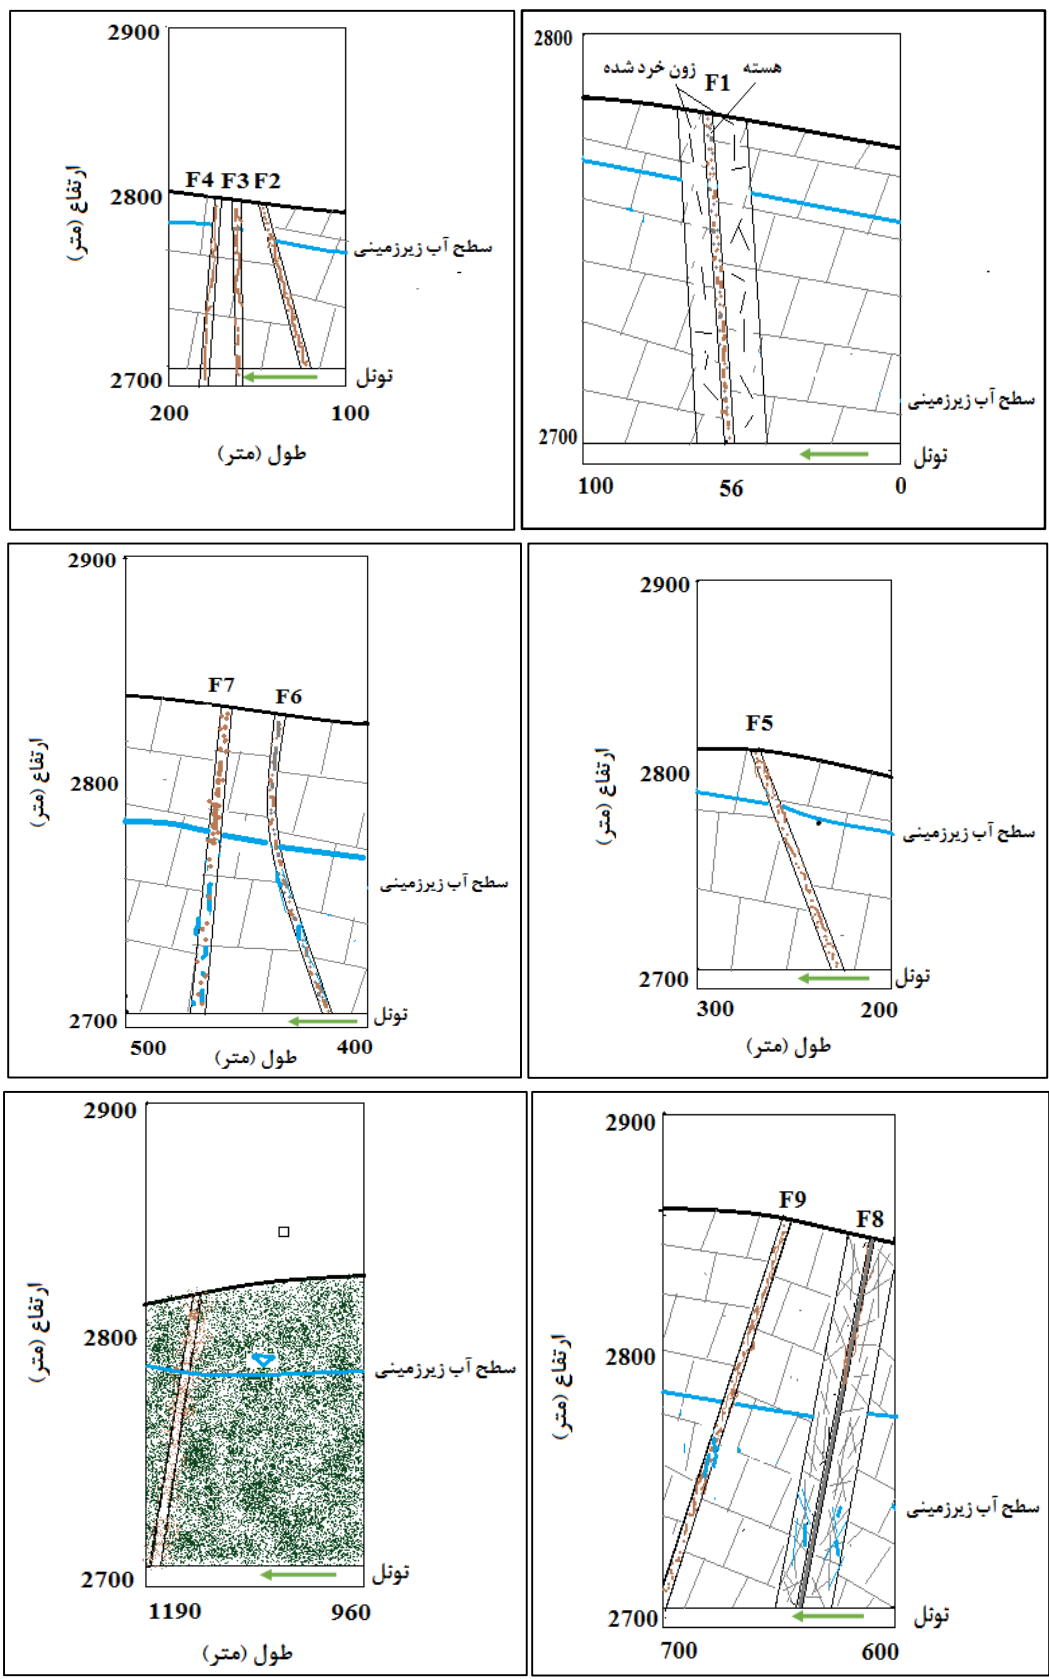 2900
2800
2700
F4 F3 F2
ارتفاع (متر)
سطح آب زیرزمینی
تونل
200
100
طول (متر)
2800
زون خرد شده
هسته
F1
سطح آب زیرزمینی
2700
تونل
100
56
0
2900
F7
F6
2800
ارتفاع (متر)
سطح آب زیرزمینی
2700
تونل
500
400
طول (متر)
2900
F5
2800
ارتفاع (متر)
سطح آب زیرزمینی
2700
تونل
300
200
طول (متر)
2900
2800
ارتفاع (متر)
سطح آب زیرزمینی
2700
تونل
1190
960
طول (متر)
2900
F9
F8
2800
ارتفاع (متر)
سطح آب زیرزمینی
2700
تونل
700
600